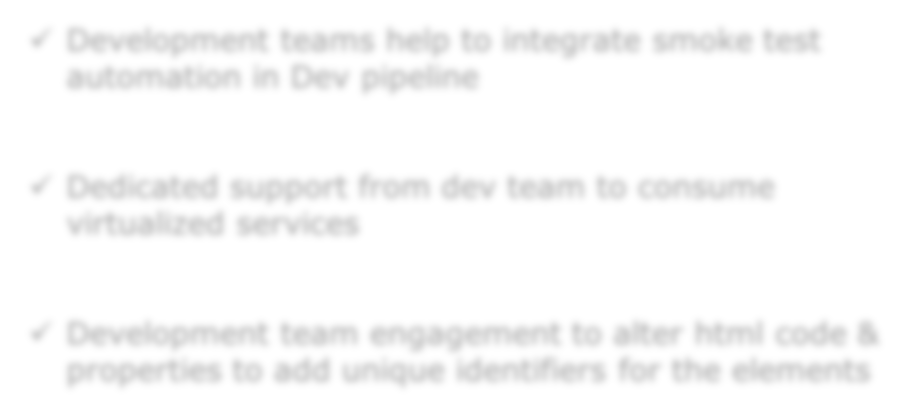 ✓ Development teams help to integrate smoke test
automation in Dev pipeline
✓ Dedicated support from dev team to consume
virtualized services
✓ Development team engagement to alter html code &
properties to add unique identifiers for the elements